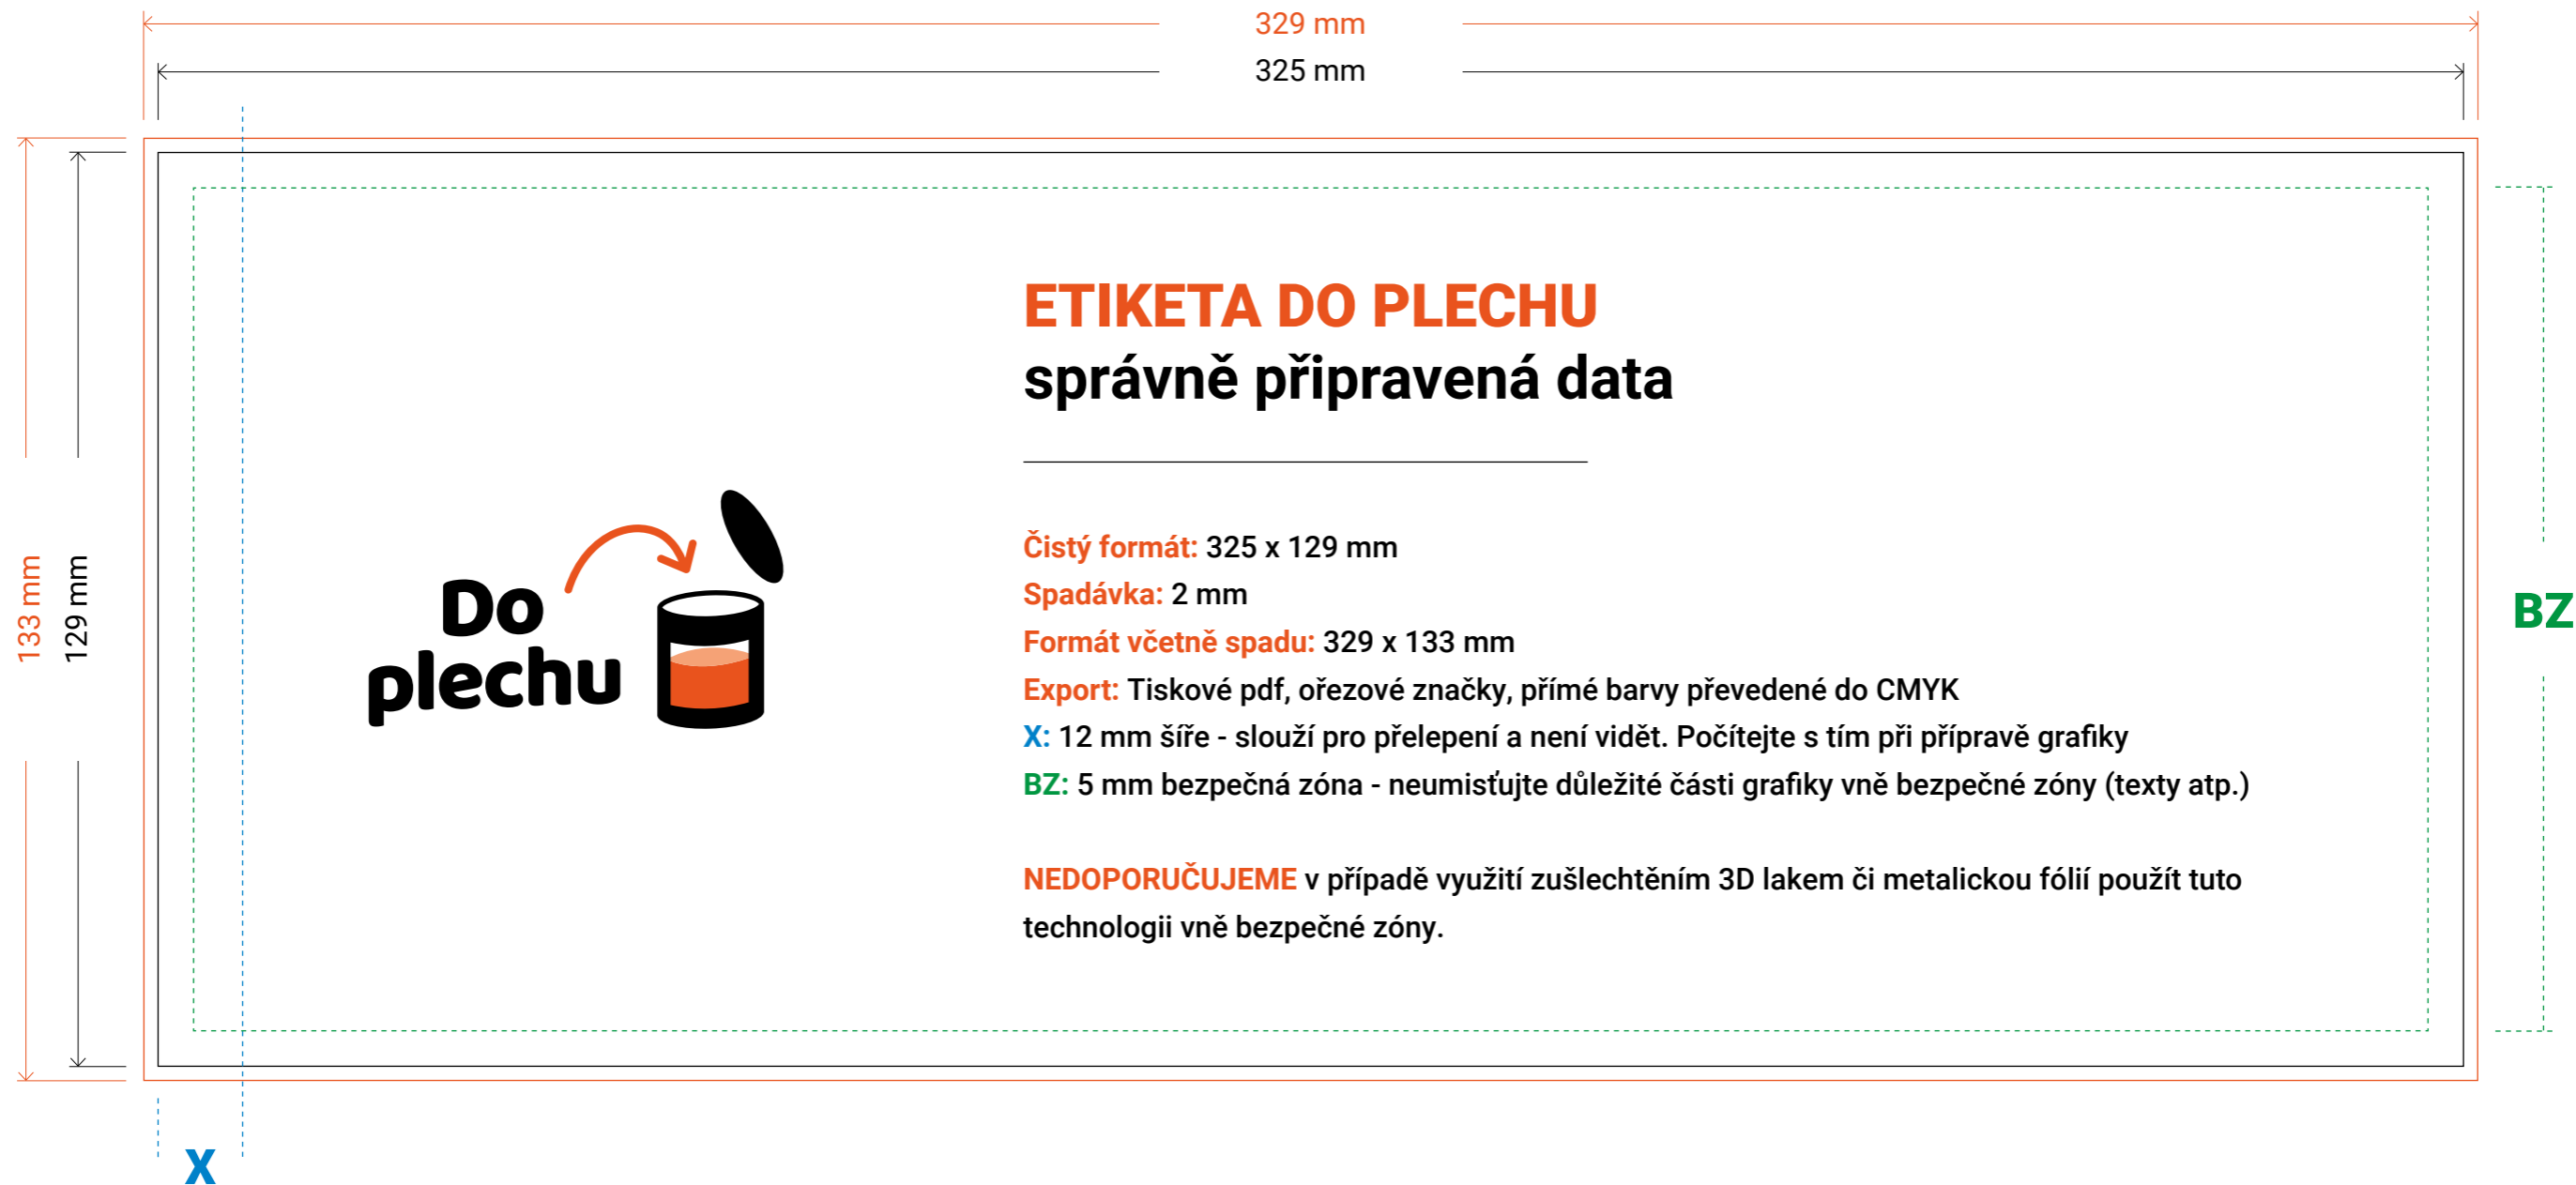 329 mm
325 mm
133 mm
129 mm
ETIKETA DO PLECHU
správně připravená data
Do
plechu
Čistý formát: 325 x 129 mm
Spadávka: 2 mm
Formát včetně spadu: 329 x 133 mm
Export: Tiskové pdf, ořezové značky, přímé barvy převedené do CMYK
X: 12 mm šíře - slouží pro přelepení a není vidět. Počítejte s tím při přípravě grafiky
BZ: 5 mm bezpečná zóna - neumisťujte důležité části grafiky vně bezpečné zóny (texty atp.)
NEDOPORUČUJEME v případě využití zušlechtěním 3D lakem či metalickou fólií použít tuto
technologii vně bezpečné zóny.
BZ
X